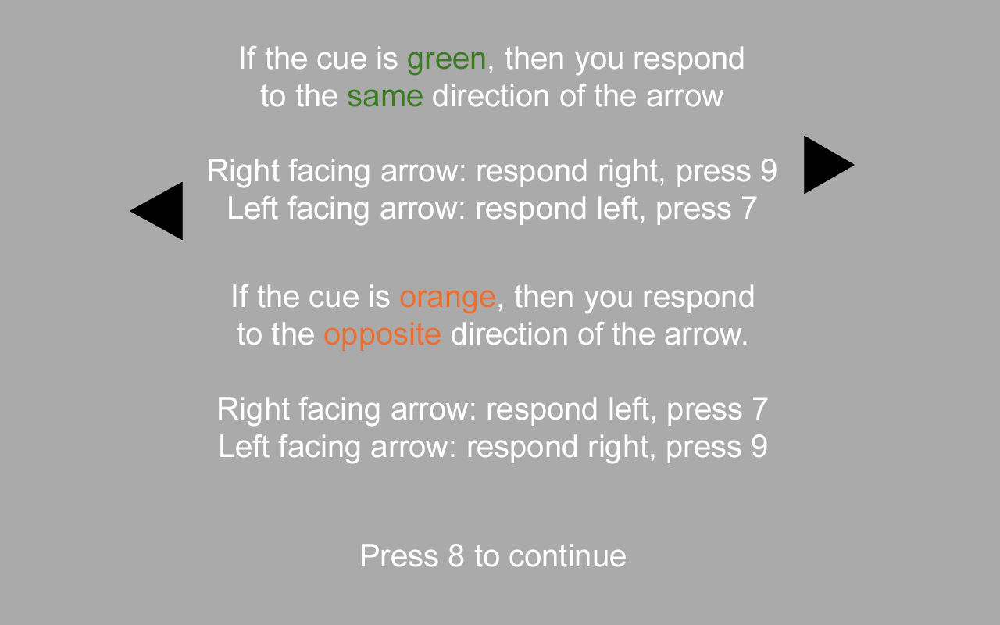 If the cue is green, then you respond
to the same direction of the arrow
Right facing arrow: respond right, press 9
Left facing arrow: respond left, press 7
If the cue is orange, then you respond
to the opposite direction of the arrow.
Right facing arrow: respond left, press 7
Left facing arrow: respond right, press 9
Press 8 to continue